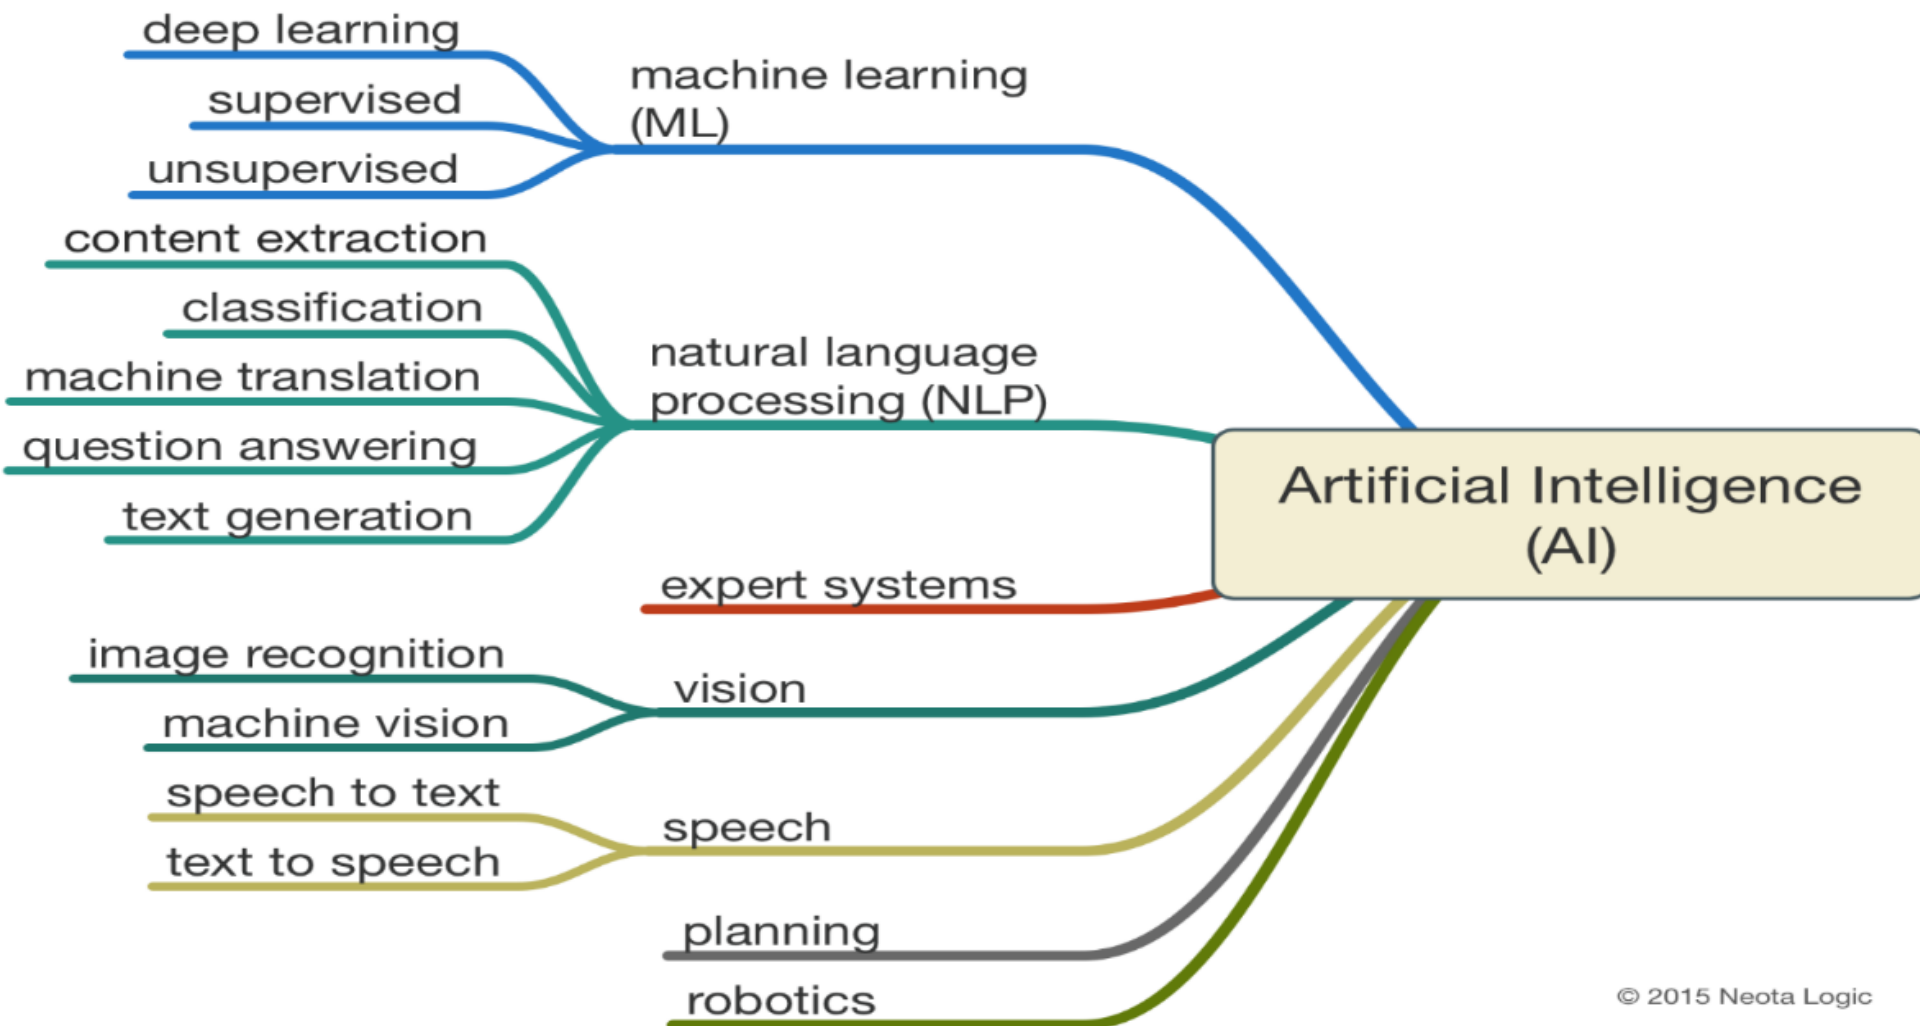 deep learning
supervised
unsupervised
machine learning
(ML)
content extraction
classification
machine translation
question answering
text generation
natural language
processing (NLP)
expert systems
image recognition
machine vision
vision
speech to text
text to speech
speech
planning
robotics
Artificial Intelligence
(AI)
© 2015 Neota Logic